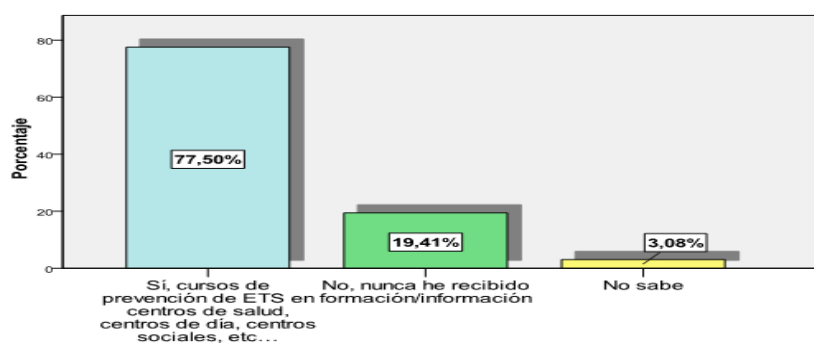 Porcentaje
80
60
40
20
0
77,50%
19,41%
3,08%
Sí, cursos de
prevención de ETS en
centros de salud,
centros de día, centros
sociales, etc…
No, nunca he recibido
formación/información
No sabe